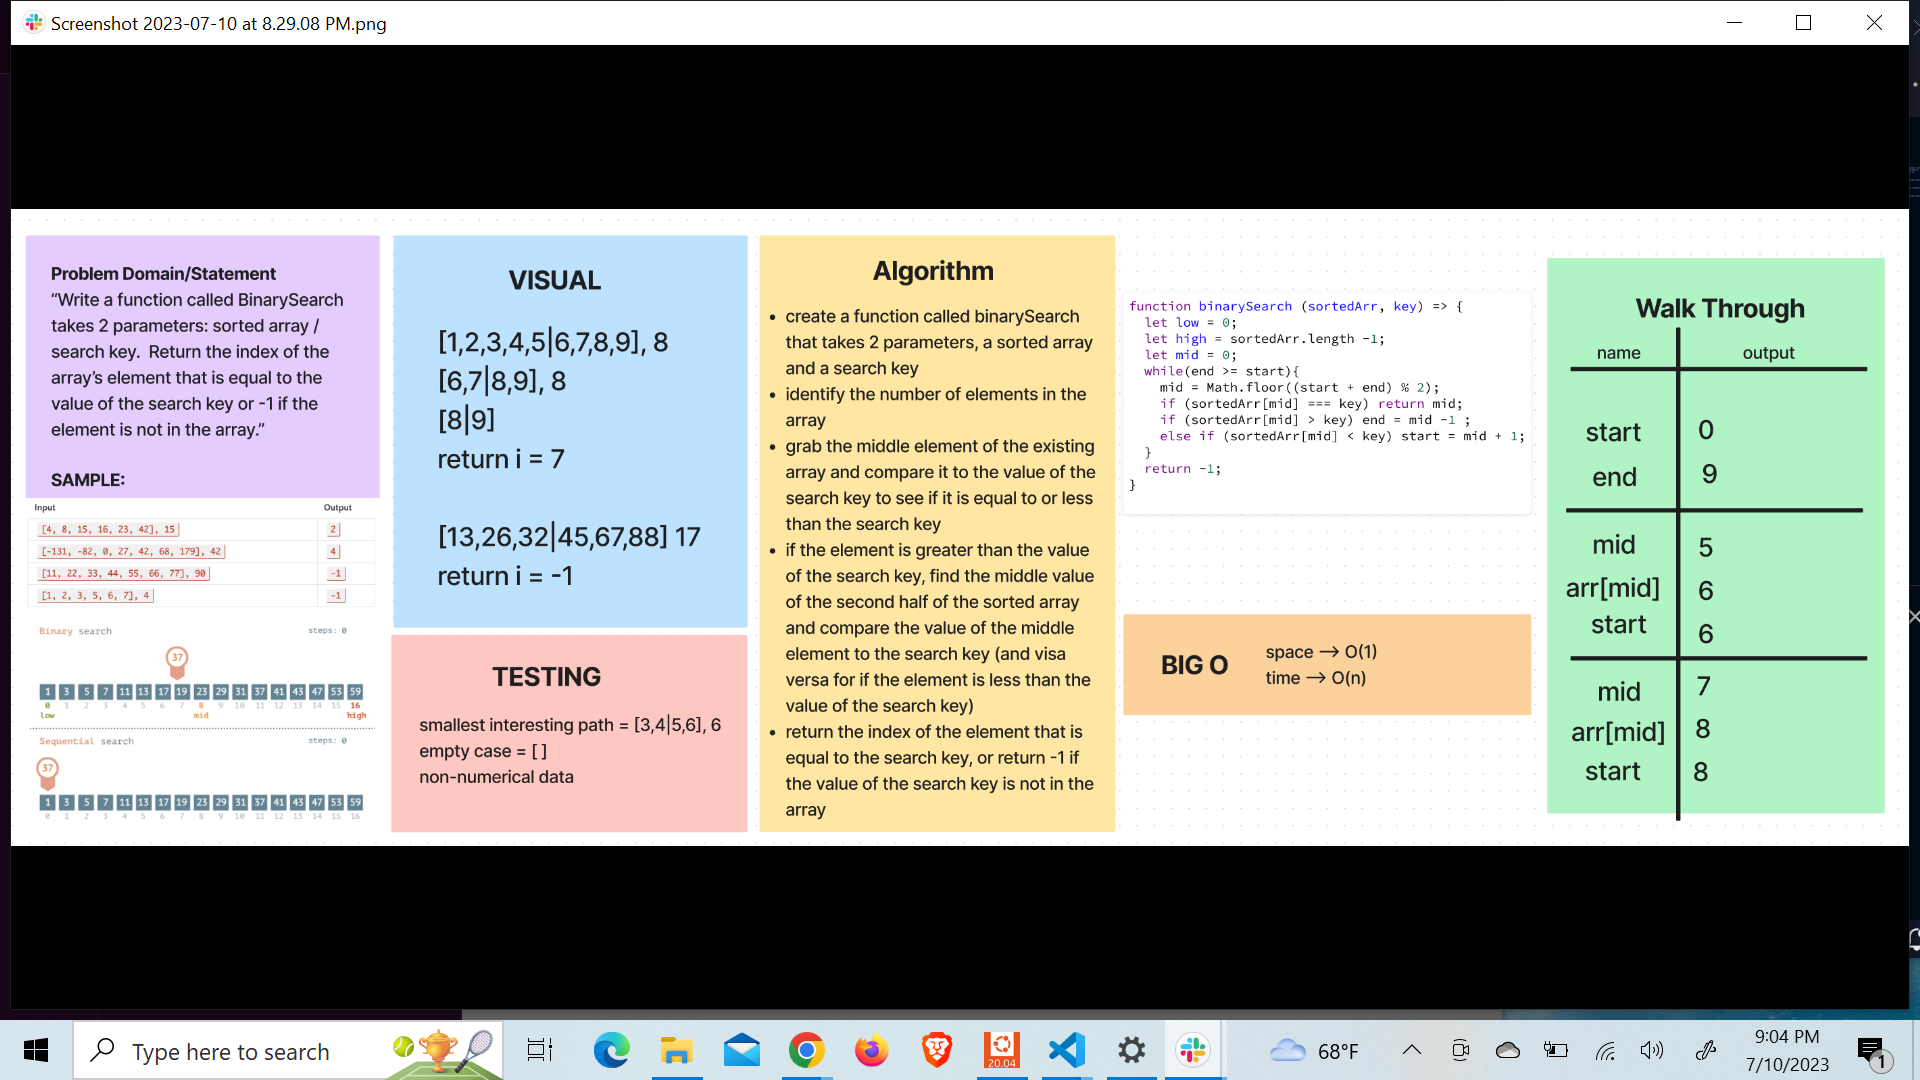 Screenshot 2023-07-10 at 8.29.08 PM.png
Problem Domain/Statement
“Write a function called BinarySearch
takes 2 parameters: sorted array /
search key. Return the index of the
array’s element that is equal to the
value of the search key or -1 if the
element is not in the array.”
SAMPLE:
Input Output
[4, 8, 15, 16, 23, 42], 15 2
[-131, -82, 0, 27, 42, 68, 179], 42 4
[11, 22, 33, 44, 55, 66, 77], 90 -1
[1, 2, 3, 5, 6, 7], 4 -1
Binary search steps: 0
37
1 3 5 7 11 13 17 19 23 29 31 37 41 43 47 53 59
0 1 2 3 4 5 6 7 8 9 10 11 12 13 14 15 16
low mid high
Sequential search steps: 0
37
1 3 5 7 11 13 17 19 23 29 31 37 41 43 47 53 59
0 1 2 3 4 5 6 7 8 9 10 11 12 13 14 15 16
VISUAL
[1,2,3,4,5|6,7,8,9], 8
[6,7|8,9], 8
[8|9]
return i = 7
[13,26,32|45,67,88] 17
return i = -1
TESTING
smallest interesting path = [3,4|5,6], 6
empty case = [ ]
non-numerical data
Algorithm
• create a function called binarySearch
that takes 2 parameters, a sorted array
and a search key
• identify the number of elements in the
array
• grab the middle element of the existing
array and compare it to the value of the
search key to see if it is equal to or less
than the search key
• if the element is greater than the value
of the search key, find the middle value
of the second half of the sorted array
and compare the value of the middle
element to the search key (and visa
versa for if the element is less than the
value of the search key)
• return the index of the element that is
equal to the search key, or return -1 if
the value of the search key is not in the
array
function binarySearch (sortedArr, key) => {
let low = 0;
let high = sortedArr.length -1;
let mid = 0;
while(end >= start){
mid = Math.floor((start + end) % 2);
if (sortedArr[mid] === key) return mid;
if (sortedArr[mid] > key) end = mid -1 ;
else if (sortedArr[mid] < key) start = mid + 1;
}
return -1;
}
BIG O
space → O(1)
time → O(n)
Walk Through
name output
start 0
end 9
mid 5
arr[mid] 6
start 6
mid 7
arr[mid] 8
start 8
Type here to search
20.04
68°F
9:04 PM
7/10/2023
1